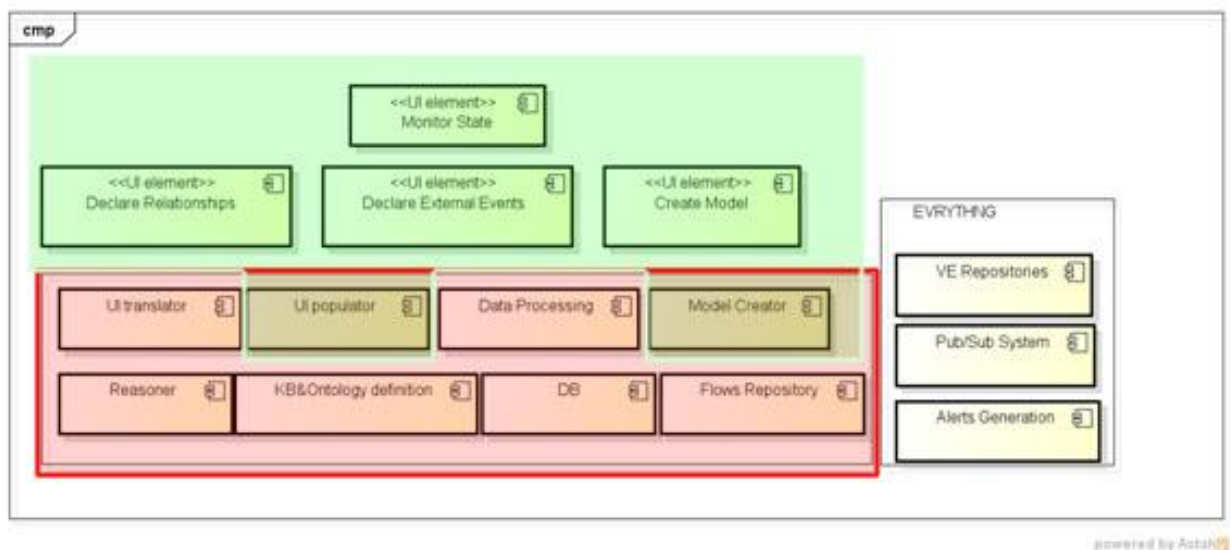 cmp
<<UI element>>
Monitor State
<<UI element>>
Declare Relationships
<<UI element>>
Declare External Events
<<UI element>>
Create Model
EVRYTHNG
VE Repositories
UI translator
UI populator
Data Processing
Model Creator
Pub/Sub System
Reasoner
KB&Ontology definition
DB
Flows Repository
Alerts Generation
powered by Astah